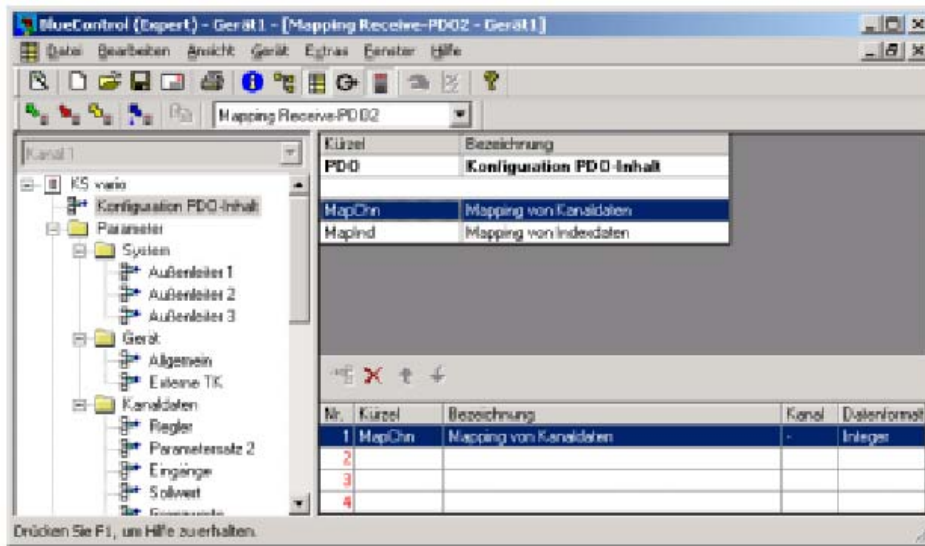 BlueControl (Expert) - Gerät1 - [Mapping Receive-PDO2 - Gerät1]
Datei Bearbeiten Ansicht Gerät Extras Fenster Hilfe
Mapping Receive-PDO2
Kanal 1
KS vario
Konfiguration PDO-Inhalt
Parameter
System
Außenleiter 1
Außenleiter 2
Außenleiter 3
Gerät
Allgemein
Externe TK
Kanaldaten
Regler
Parametersatz 2
Eingänge
Sollwert
Kürzel Bezeichnung
PDO Konfiguration PDO-Inhalt
MapChn Mapping von Kanaldaten
MapInd Mapping von Indexdaten
Nr. Kürzel Bezeichnung Kanal Datenformat
1 MapChn Mapping von Kanaldaten - Integer
2
3
4
Drücken Sie F1, um Hilfe zu erhalten.